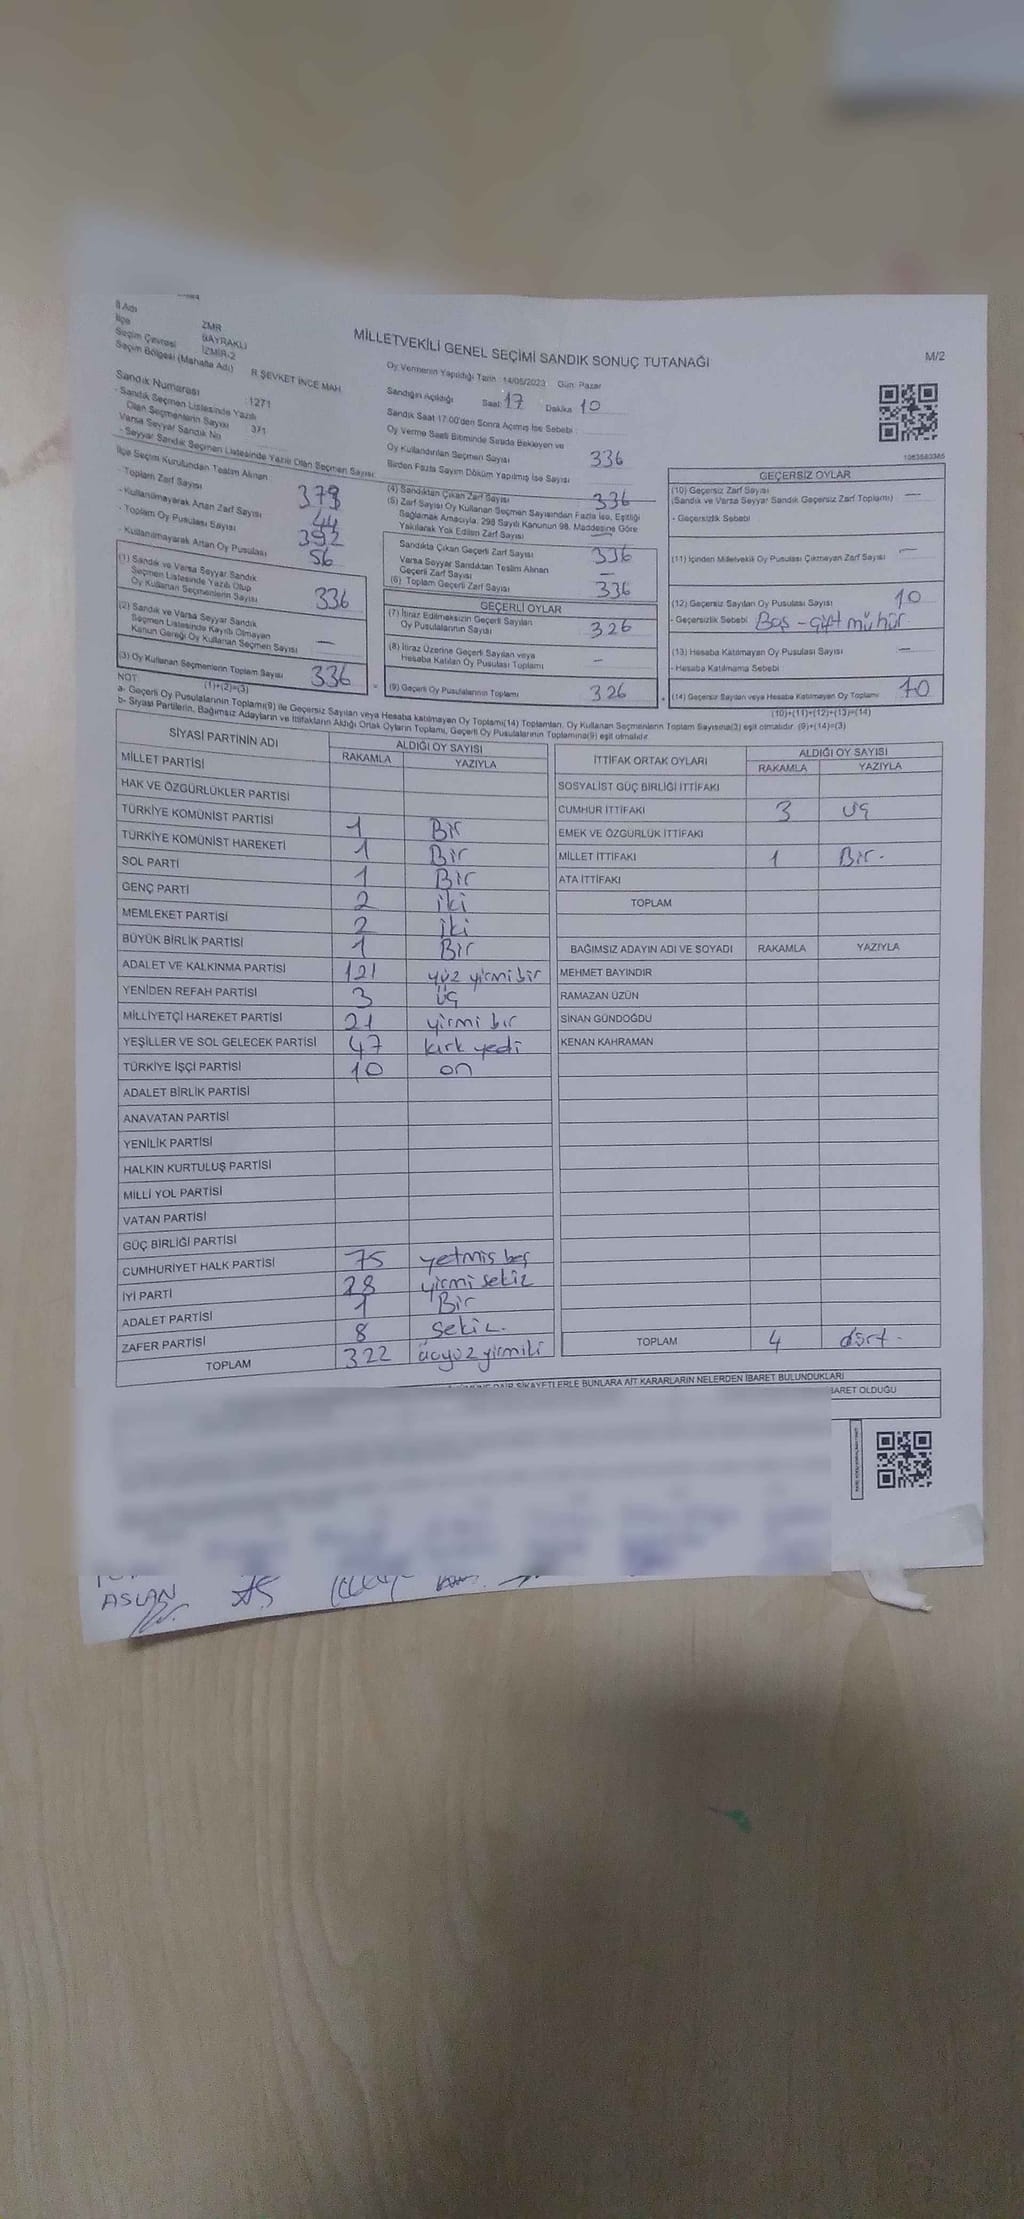 İl Adı
İlçe ZMR
Seçim Çevresi BAYRAKLI
Seçim Bölgesi (Mahalle Adı) İZMİR-2
R.ŞEVKET İNCE MAH.
MİLLETVEKİLİ GENEL SEÇİMİ SANDIK SONUÇ TUTANAĞI
M/2
Oy Vermenin Yapıldığı Tarih : 14/05/2023 Gün: Pazar
Sandığın Açıldığı Saat: 17 Dakika: 10
Sandık Saat 17:00'den Sonra Açımış İse Sebebi :
Oy Verme Saati Bitiminde Sırada Bekleyen ve
Oy Kullandırılan Seçmen Sayısı 336
Birden Fazla Sayım Döküm Yapılmış İse Sayısı
Sandık Numarası :1271
- Sandık Seçmen Listesinde Yazılı
Olan Seçmenlerin Sayısı 371
Varsa Seyyar Sandık No
- Seyyar Sandık Seçmen Listesinde Yazılı Olan Seçmen Sayısı:
İlçe Seçim Kurulundan Teslim Alınan
- Toplam Zarf Sayısı 378
- Kullanılmayarak Artan Zarf Sayısı 44
- Toplam Oy Pusulası Sayısı 392
- Kullanılmayarak Artan Oy Pusulası 56
(1) Sandık ve Varsa Seyyar Sandık
Seçmen Listesinde Yazılı Olup
Oy Kullanan Seçmenlerin Sayısı 336
(2) Sandık ve Varsa Seyyar Sandık
Seçmen Listesinde Kayıtlı Olmayan
Kanun Gereği Oy Kullanan Seçmen Sayısı —
(3) Oy Kullanan Seçmenlerin Toplam Sayısı 336
(1)+(2)=(3)
(4) Sandıktan Çıkan Zarf Sayısı 336
(5) Zarf Sayısı Oy Kullanan Seçmen Sayısından Fazla İse, Eşitliği
Sağlamak Amacıyla, 298 Sayılı Kanunun 98. Maddesine Göre
Yakılarak Yok Edilen Zarf Sayısı —
Sandıkta Çıkan Geçerli Zarf Sayısı 336
Varsa Seyyar Sandıktan Teslim Alınan
Geçerli Zarf Sayısı —
(6) Toplam Geçerli Zarf Sayısı 336
GEÇERLİ OYLAR
(7) İtiraz Edilmeksizin Geçerli Sayılan
Oy Pusulalarının Sayısı 326
(8) İtiraz Üzerine Geçerli Sayılan veya
Hesaba Katılan Oy Pusulası Toplamı —
(9) Geçerli Oy Pusulalarının Toplamı 326
1063583365
GEÇERSİZ OYLAR
(10) Geçersiz Zarf Sayısı
(Sandık ve Varsa Seyyar Sandık Geçersiz Zarf Toplamı) —
- Geçersizlik Sebebi
(11) İçinden Milletvekili Oy Pusulası Çıkmayan Zarf Sayısı —
(12) Geçersiz Sayılan Oy Pusulası Sayısı 10
- Geçersizlik Sebebi Boş - çift mühür
(13) Hesaba Katılmayan Oy Pusulası Sayısı —
- Hesaba Katılmama Sebebi
(14) Geçersiz Sayılan veya Hesaba Katılmayan Oy Toplamı 10
(10)+(11)+(12)+(13)=(14)
NOT
a- Geçerli Oy Pusulalarının Toplamı(9) ile Geçersiz Sayılan veya Hesaba katılmayan Oy Toplamı(14) Toplamları, Oy Kullanan Seçmenlerin Toplam Sayısına(3) eşit olmalıdır. (9)+(14)=(3)
b- Siyasi Partilerin, Bağımsız Adayların ve İttifakların Aldığı Ortak Oyların Toplamı, Geçerli Oy Pusulalarının Toplamına(9) eşit olmalıdır.
SİYASİ PARTİNİN ADI ALDIĞI OY SAYISI
RAKAMLA YAZIYLA
MİLLET PARTİSİ
HAK VE ÖZGÜRLÜKLER PARTİSİ
TÜRKİYE KOMÜNİST PARTİSİ 1 Bir
TÜRKİYE KOMÜNİST HAREKETİ 1 Bir
SOL PARTİ 1 Bir
GENÇ PARTİ 2 iki
MEMLEKET PARTİSİ 2 iki
BÜYÜK BİRLİK PARTİSİ 1 Bir
ADALET VE KALKINMA PARTİSİ 121 yüz yirmi bir
YENİDEN REFAH PARTİSİ 3 üç
MİLLİYETÇİ HAREKET PARTİSİ 21 yirmi bir
YEŞİLLER VE SOL GELECEK PARTİSİ 47 kırk yedi
TÜRKİYE İŞÇİ PARTİSİ 10 on
ADALET BİRLİK PARTİSİ
ANAVATAN PARTİSİ
YENİLİK PARTİSİ
HALKIN KURTULUŞ PARTİSİ
MİLLİ YOL PARTİSİ
VATAN PARTİSİ
GÜÇ BİRLİĞİ PARTİSİ
CUMHURİYET HALK PARTİSİ 75 yetmiş beş
İYİ PARTİ 28 yirmi sekiz
ADALET PARTİSİ 1 Bir
ZAFER PARTİSİ 8 sekiz.
TOPLAM 322 üçyüz yirmiiki
İTTİFAK ORTAK OYLARI ALDIĞI OY SAYISI
RAKAMLA YAZIYLA
SOSYALİST GÜÇ BİRLİĞİ İTTİFAKI
CUMHUR İTTİFAKI 3 üç
EMEK VE ÖZGÜRLÜK İTTİFAKI
MİLLET İTTİFAKI 1 Bir.
ATA İTTİFAKI
TOPLAM
BAĞIMSIZ ADAYIN ADI VE SOYADI RAKAMLA YAZIYLA
MEHMET BAYINDIR
RAMAZAN ÜZÜN
SİNAN GÜNDOĞDU
KENAN KAHRAMAN
TOPLAM 4 dört.
ŞİKAYETLERLE BUNLARA AİT KARARLARIN NELERDEN İBARET BULUNDUKLARI
BARET OLDUĞU
ASLAN